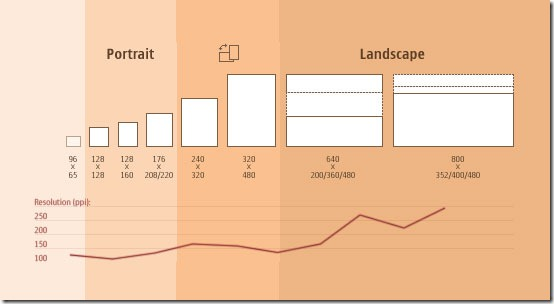 Portrait
Landscape
96
x
65
128
x
128
128
x
160
176
x
208/220
240
x
320
320
x
480
640
x
200/360/480
800
x
352/400/480
Resolution (ppi):
250
200
150
100